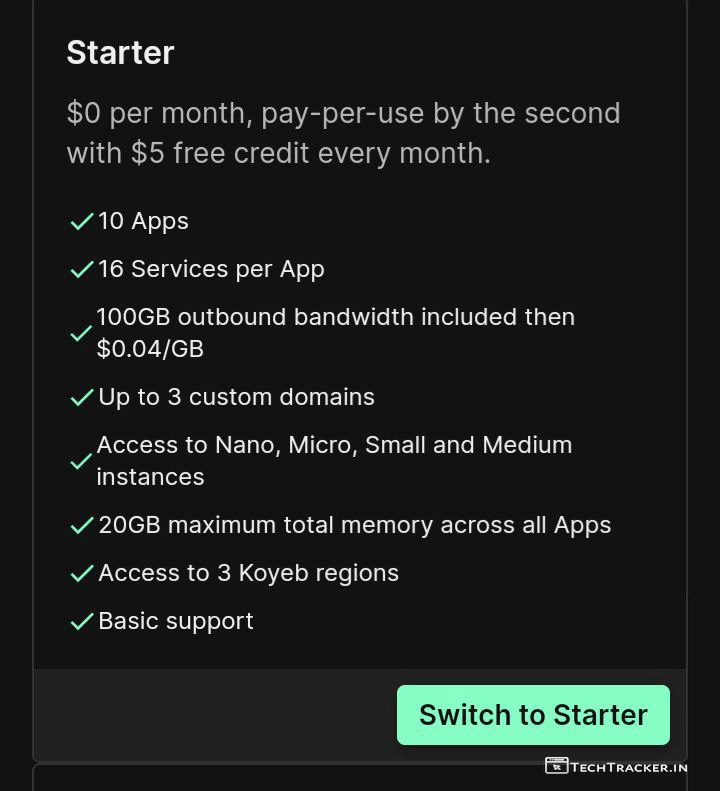 Starter
$0 per month, pay-per-use by the second
with $5 free credit every month.
10 Apps
16 Services per App
100GB outbound bandwidth included then
$0.04/GB
Up to 3 custom domains
Access to Nano, Micro, Small and Medium
instances
20GB maximum total memory across all Apps
Access to 3 Koyeb regions
Basic support
Switch to Starter
TECHTRACKER.IN